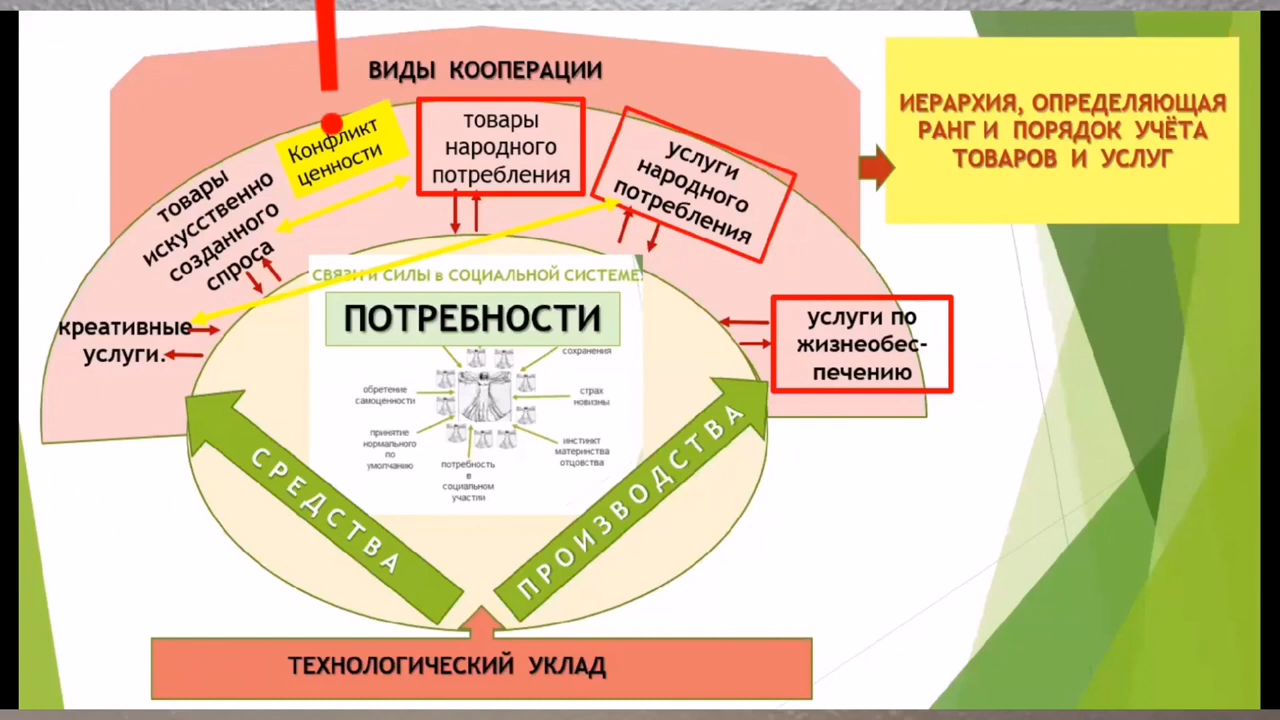 ВИДЫ КООПЕРАЦИИ
ИЕРАРХИЯ, ОПРЕДЕЛЯЮЩАЯ
РАНГ И ПОРЯДОК УЧЁТА
ТОВАРОВ И УСЛУГ
Конфликт
ценности
товары
народного
потребления
услуги
народного
потребления
товары
искусственно
созданного
спроса
креативные
услуги.
услуги по
жизнеобес-
печению
СВЯЗИ И СИЛЫ в СОЦИАЛЬНОЙ СИСТЕМЕ:
ПОТРЕБНОСТИ
сохранения
обретение
самоценности
страх
новизны
принятие
нормального
по
умолчанию
инстинкт
материнства
отцовства
потребность
в
социальном
участии
СРЕДСТВА
ПРОИЗВОДСТВА
ТЕХНОЛОГИЧЕСКИЙ УКЛАД